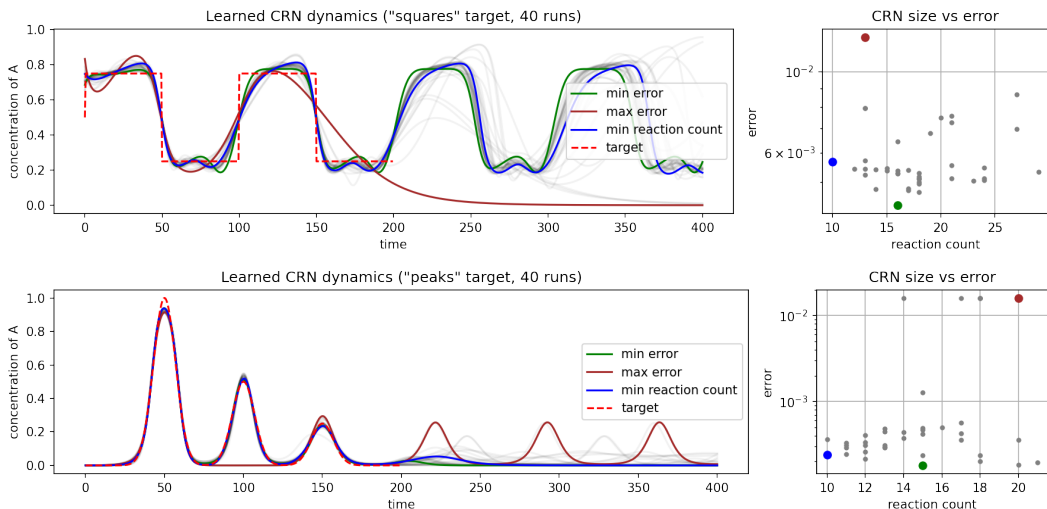 Learned CRN dynamics ("squares" target, 40 runs)
concentration of A
1.0
0.8
0.6
0.4
0.2
0.0
min error
max error
min reaction count
target
0 50 100 150 200 250 300 350 400
time
CRN size vs error
error
10⁻²
6 × 10⁻³
10 15 20 25
reaction count
Learned CRN dynamics ("peaks" target, 40 runs)
concentration of A
1.0
0.8
0.6
0.4
0.2
0.0
min error
max error
min reaction count
target
0 50 100 150 200 250 300 350 400
time
CRN size vs error
error
10⁻²
10⁻³
10 12 14 16 18 20
reaction count